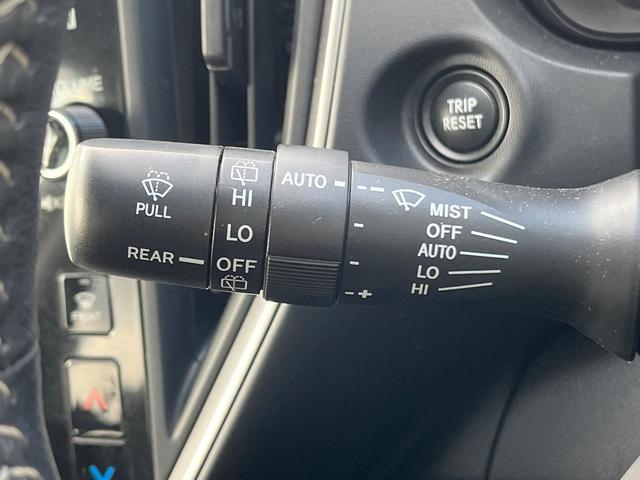 TRIP
RESET
PULL
REAR
HI
LO
OFF
AUTO
- +
MIST
OFF
AUTO
LO
HI